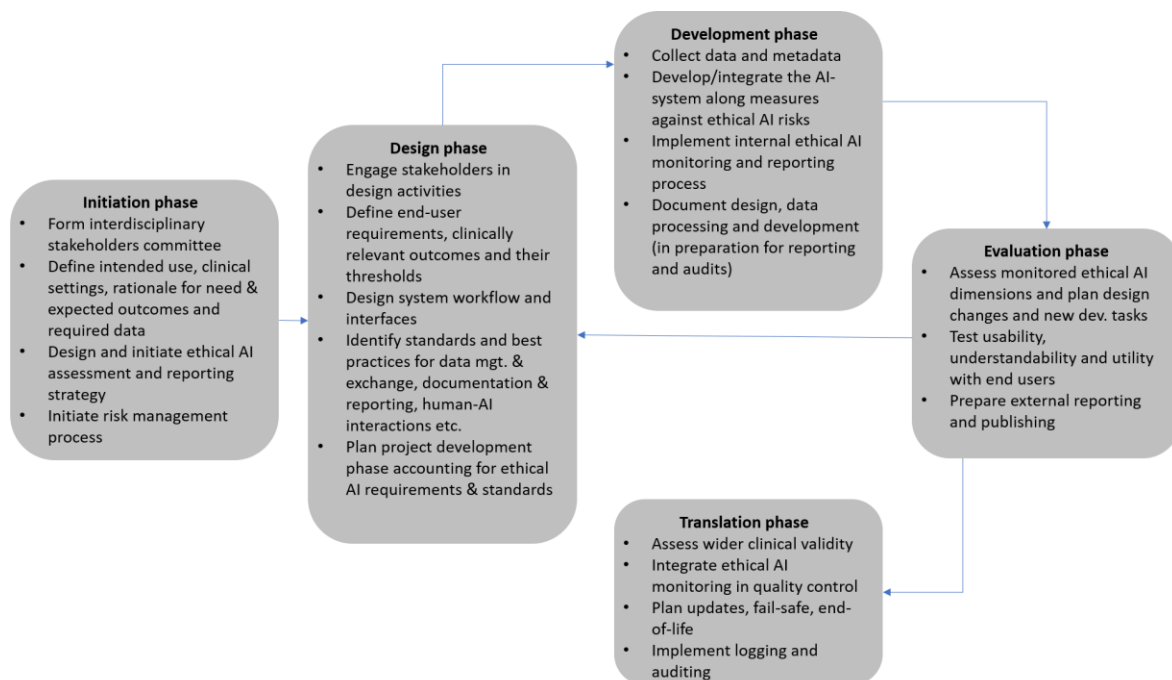 Initiation phase
• Form interdisciplinary
stakeholders committee
• Define intended use, clinical
settings, rationale for need &
expected outcomes and
required data
• Design and initiate ethical AI
assessment and reporting
strategy
• Initiate risk management
process
Design phase
• Engage stakeholders in
design activities
• Define end-user
requirements, clinically
relevant outcomes and their
thresholds
• Design system workflow and
interfaces
• Identify standards and best
practices for data mgt. &
exchange, documentation &
reporting, human-AI
interactions etc.
• Plan project development
phase accounting for ethical
AI requirements & standards
Development phase
• Collect data and metadata
• Develop/integrate the AI-
system along measures
against ethical AI risks
• Implement internal ethical AI
monitoring and reporting
process
• Document design, data
processing and development
(in preparation for reporting
and audits)
Evaluation phase
• Assess monitored ethical AI
dimensions and plan design
changes and new dev. tasks
• Test usability,
understandability and utility
with end users
• Prepare external reporting
and publishing
Translation phase
• Assess wider clinical validity
• Integrate ethical AI
monitoring in quality control
• Plan updates, fail-safe, end-
of-life
• Implement logging and
auditing